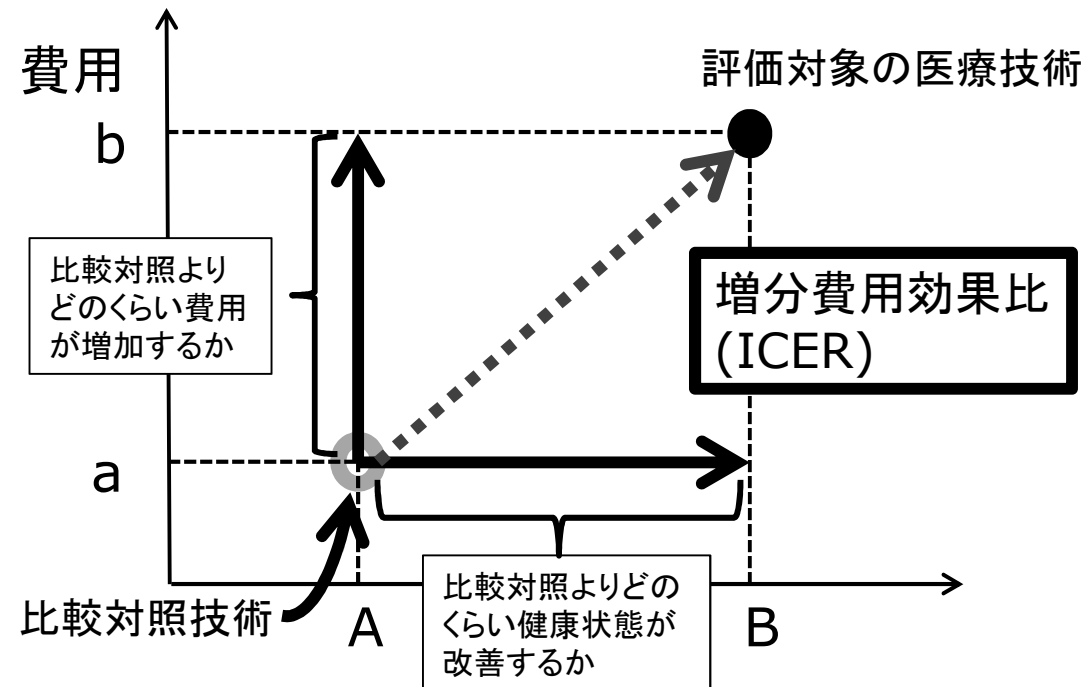 費用
評価対象の医療技術
b
比較対照より
どのくらい費用
が増加するか
増分費用効果比
(ICER)
a
比較対照技術
A
比較対照よりどの
くらい健康状態が
改善するか
B